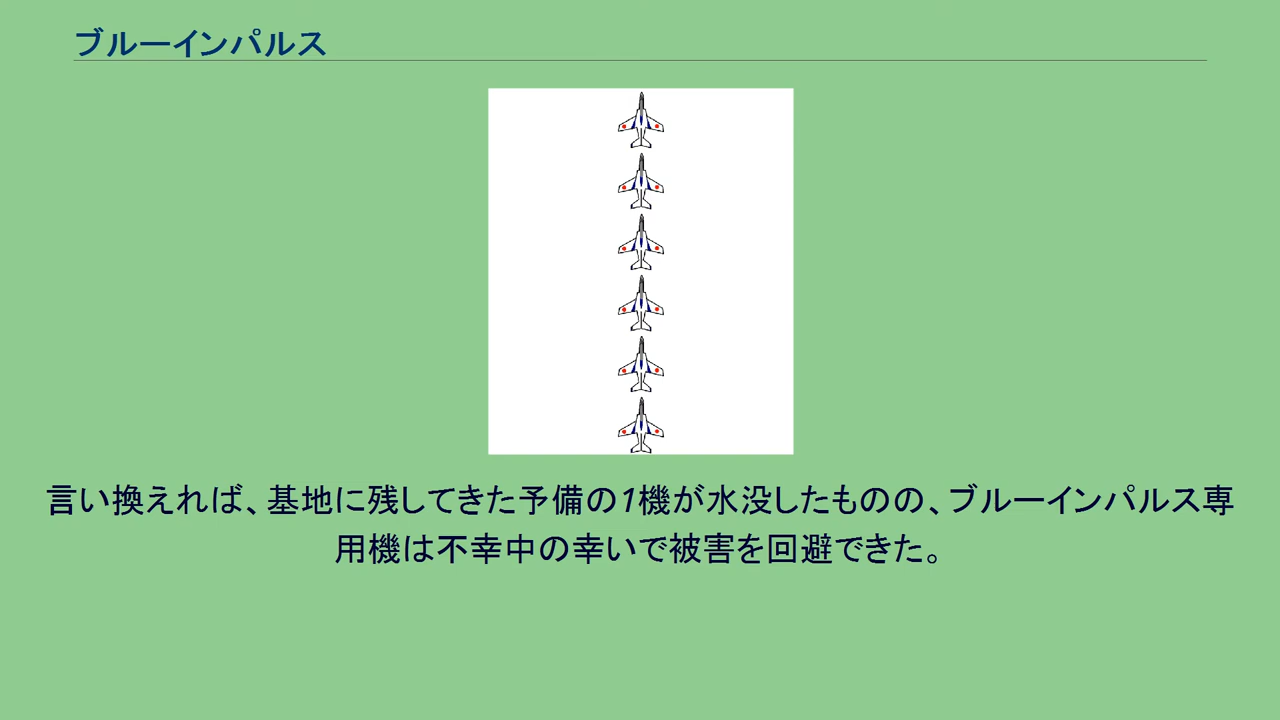 ブルーインパルス
言い換えれば、基地に残してきた予備の1機が水没したものの、ブルーインパルス専
用機は不幸中の幸いで被害を回避できた。